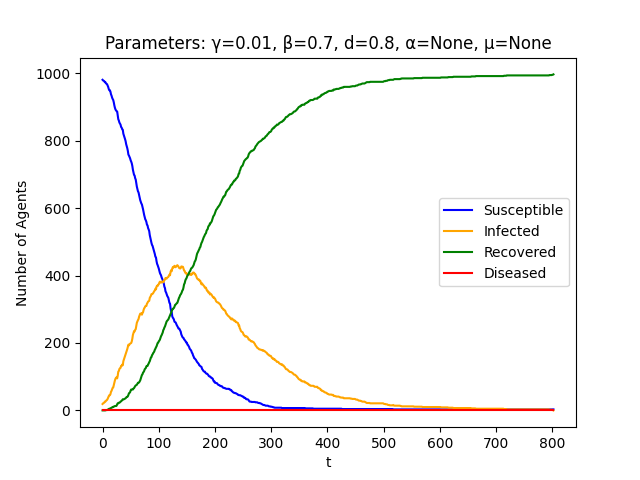 Parameters: γ=0.01, β=0.7, d=0.8, α=None, μ=None
Number of Agents
1000
800
600
400
200
0
Susceptible
Infected
Recovered
Diseased
0 100 200 300 400 500 600 700 800
t